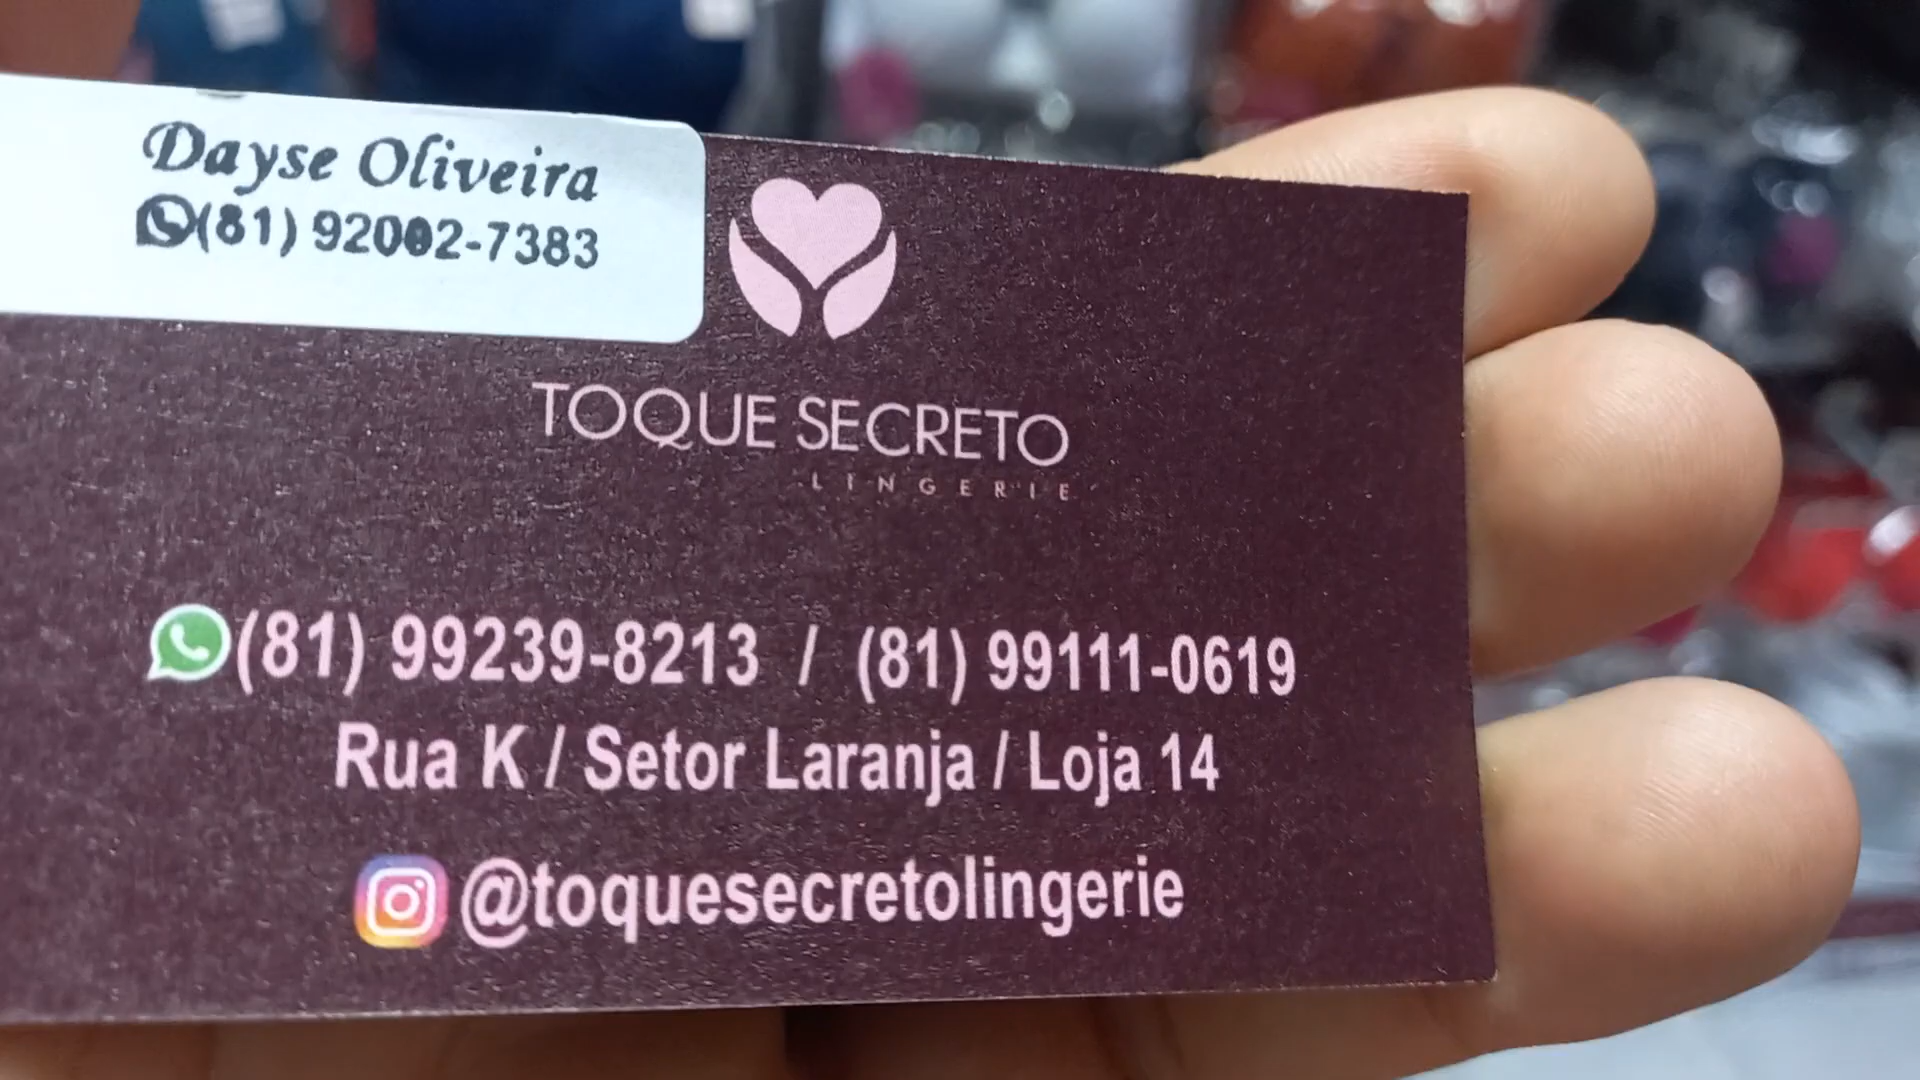 Dayse Oliveira
(81) 92002-7383
TOQUE SECRETO
LINGERIE
(81) 99239-8213 / (81) 99111-0619
Rua K / Setor Laranja / Loja 14
@toquesecretolingerie